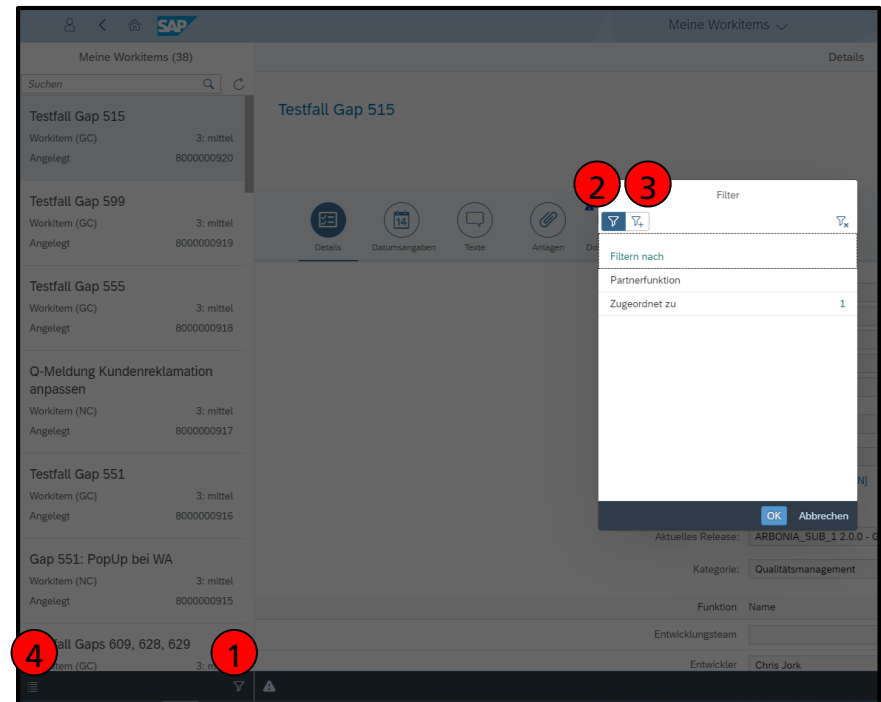 SAP
Meine Workitems
Meine Workitems (38)
Details
Suchen
Testfall Gap 515
Workitem (GC) 3: mittel
Angelegt 8000000920
Testfall Gap 599
Workitem (GC) 3: mittel
Angelegt 8000000919
Testfall Gap 555
Workitem (GC) 3: mittel
Angelegt 8000000918
Q-Meldung Kundenreklamation
anpassen
Workitem (NC) 3: mittel
Angelegt 8000000917
Testfall Gap 551
Workitem (GC) 3: mittel
Angelegt 8000000916
Gap 551: PopUp bei WA
Workitem (NC) 3: mittel
Angelegt 8000000915
Gaps 609, 628, 629
(GC) 3:
4
1
Testfall Gap 515
14
Details Datumsangaben Texte Anlagen
2 3
Filter
Filtern nach
Partnerfunktion
Zugeordnet zu 1
OK Abbrechen
Aktuelles Release: ARBONIA_SUB_1 2.0.0 - G
Kategorie: Qualitätsmanagement
Funktion Name
Entwicklungsteam
Entwickler Chris Jork